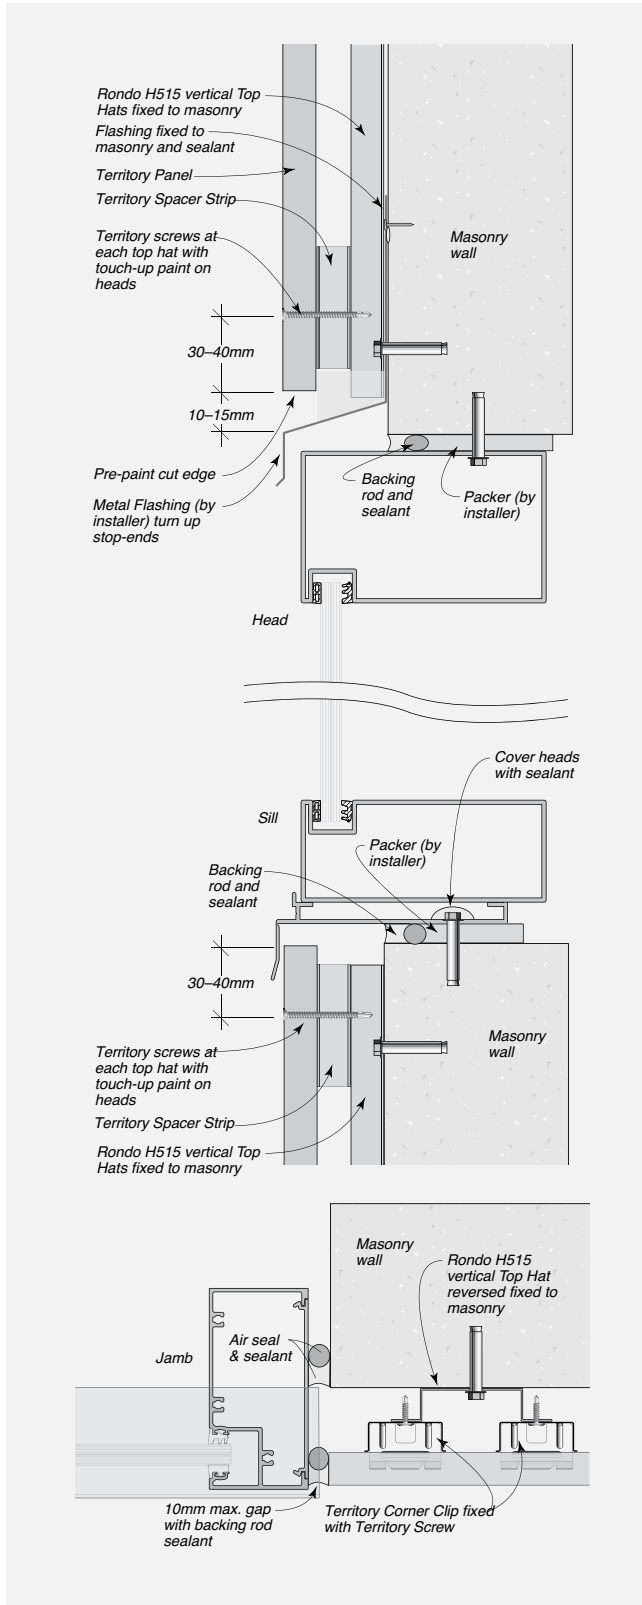 Rondo H515 vertical Top
Hats fixed to masonry
Flashing fixed to
masonry and sealant
Territory Panel
Territory Spacer Strip
Territory screws at
each top hat with
touch-up paint on
heads
Masonry
wall
30–40mm
10–15mm
Pre-paint cut edge
Metal Flashing (by
installer) turn up
stop-ends
Backing
rod and
sealant
Packer (by
installer)
Head
Cover heads
with sealant
Sill
Packer (by
installer)
Backing
rod and
sealant
30–40mm
Masonry
wall
Territory screws at
each top hat with
touch-up paint on
heads
Territory Spacer Strip
Rondo H515 vertical Top
Hats fixed to masonry
Masonry
wall
Rondo H515
vertical Top Hat
reversed fixed to
masonry
Jamb
Air seal
& sealant
10mm max. gap
with backing rod
sealant
Territory Corner Clip fixed
with Territory Screw